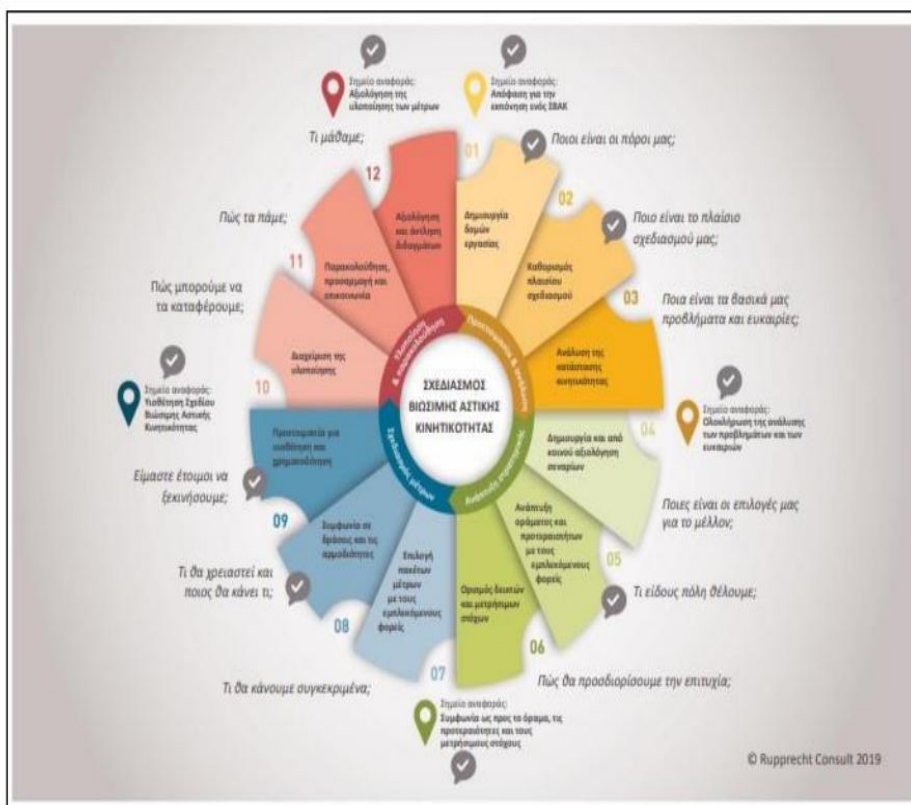 Σημείο αναφοράς:
Αξιολόγηση της
υλοποίησης των μέτρων
Σημείο αναφοράς:
Απόφαση για την
εκπόνηση ενός ΣΒΑΚ
Τι μάθαμε;
Ποιοι είναι οι πόροι μας;
12
01
Αξιολόγηση
και άντληση
διδαγμάτων
Δημιουργία
δομών
εργασίας
Πώς τα πάμε;
02
Ποιο είναι το πλαίσιο
σχεδιασμού μας;
11
Παρακολούθηση,
προσαρμογή και
επικοινωνία
Καθορισμός
πλαισίου
σχεδιασμού
Πώς μπορούμε να
τα καταφέρουμε;
03
Ποια είναι τα βασικά μας
προβλήματα και ευκαιρίες;
Διαχείριση της
υλοποίησης
Ανάλυση της
κατάστασης
κινητικότητας
10
Υλοποίηση
& παρακολούθηση
Προετοιμασία & ανάλυση
ΣΧΕΔΙΑΣΜΟΣ
ΒΙΩΣΙΜΗΣ ΑΣΤΙΚΗΣ
ΚΙΝΗΤΙΚΟΤΗΤΑΣ
Σχεδιασμός μέτρων
Ανάπτυξη στρατηγικής
Σημείο αναφοράς:
Υιοθέτηση Σχεδίου
Βιώσιμης Αστικής
Κινητικότητας
Σημείο αναφοράς:
Ολοκλήρωση της ανάλυσης
των προβλημάτων και των
ευκαιριών
Προετοιμασία για
υιοθέτηση και
χρηματοδότηση
04
Δημιουργία και από
κοινού αξιολόγηση
σεναρίων
Είμαστε έτοιμοι να
ξεκινήσουμε;
09
Ποιες είναι οι επιλογές μας
για το μέλλον;
Συμφωνία σε
δράσεις και τις
αρμοδιότητες
Επιλογή
πακέτων
μέτρων
με τους
εμπλεκόμενους
φορείς
Ορισμός δεικτών
και μετρήσιμων
στόχων
Ανάπτυξη
οράματος και
προτεραιοτήτων
με τους
εμπλεκόμενους
φορείς
05
Τι θα χρειαστεί και
ποιος θα κάνει τι;
08
Τι είδους πόλη θέλουμε;
07
06
Τι θα κάνουμε συγκεκριμένα;
Πώς θα προσδιορίσουμε την επιτυχία;
Σημείο αναφοράς:
Συμφωνία ως προς το όραμα, τις
προτεραιότητες και τους
μετρήσιμους στόχους
© Rupprecht Consult 2019